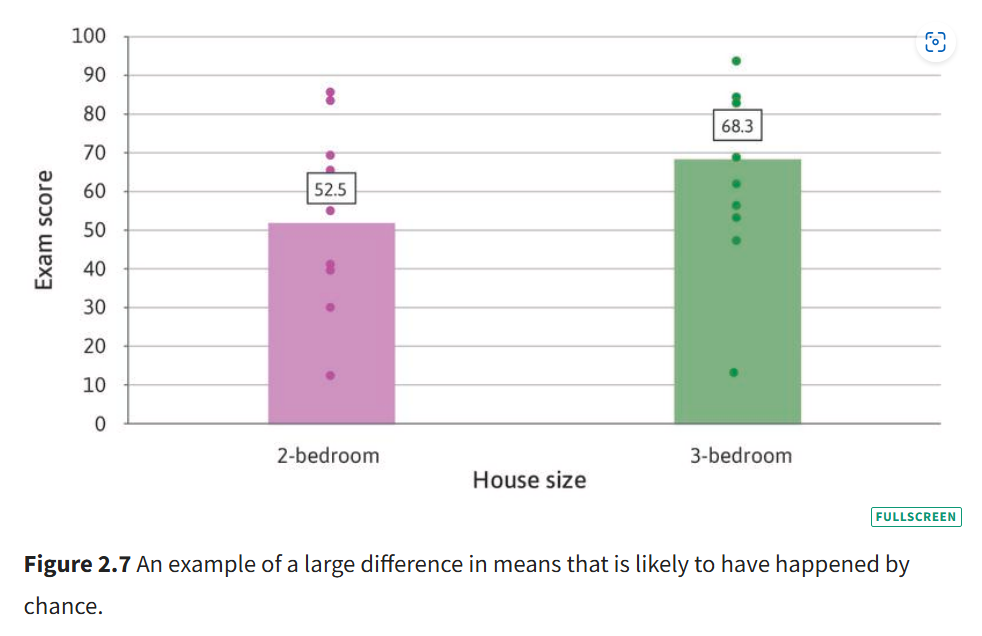 100
90
80
70
60
50
40
30
20
10
0
Exam score
52.5
68.3
2-bedroom
3-bedroom
House size
FULLSCREEN
Figure 2.7 An example of a large difference in means that is likely to have happened by
chance.